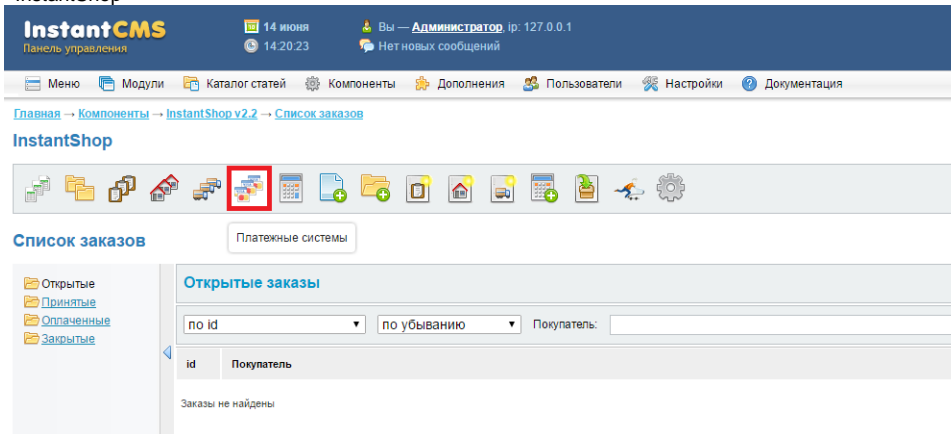 InstantShop
InstantCMS
Панель управления
14 июня
14:20:23
Вы — Администратор, ip: 127.0.0.1
Нет новых сообщений
Меню Модули Каталог статей Компоненты Дополнения Пользователи Настройки Документация
Главная → Компоненты → InstantShop v2.2 → Список заказов
InstantShop
Список заказов
Платежные системы
Открытые
Принятые
Оплаченные
Закрытые
Открытые заказы
по id по убыванию Покупатель:
id Покупатель
Заказы не найдены